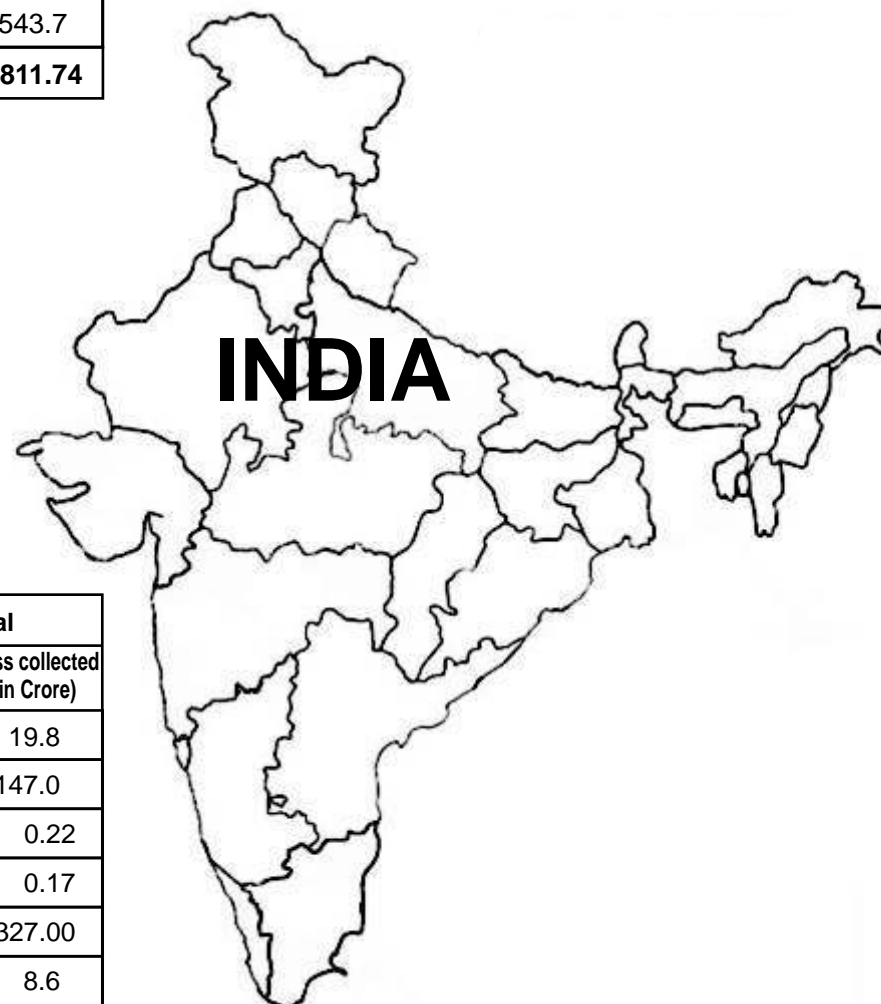 543.7
811.74
INDIA
al
ss collected
in Crore)
19.8
147.0
0.22
0.17
327.00
8.6